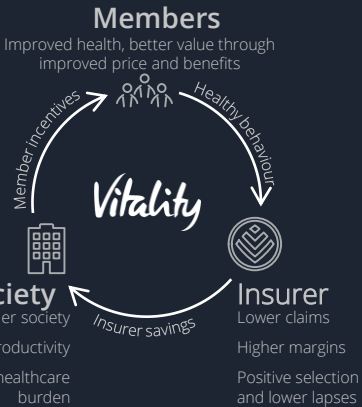 Members
Improved health, better value through
improved price and benefits
Member incentives
Healthy behaviour
Vitality
ciety
er society
roductivity
ealthcare
burden
Insurer savings
Insurer
Lower claims
Higher margins
Positive selection
and lower lapses